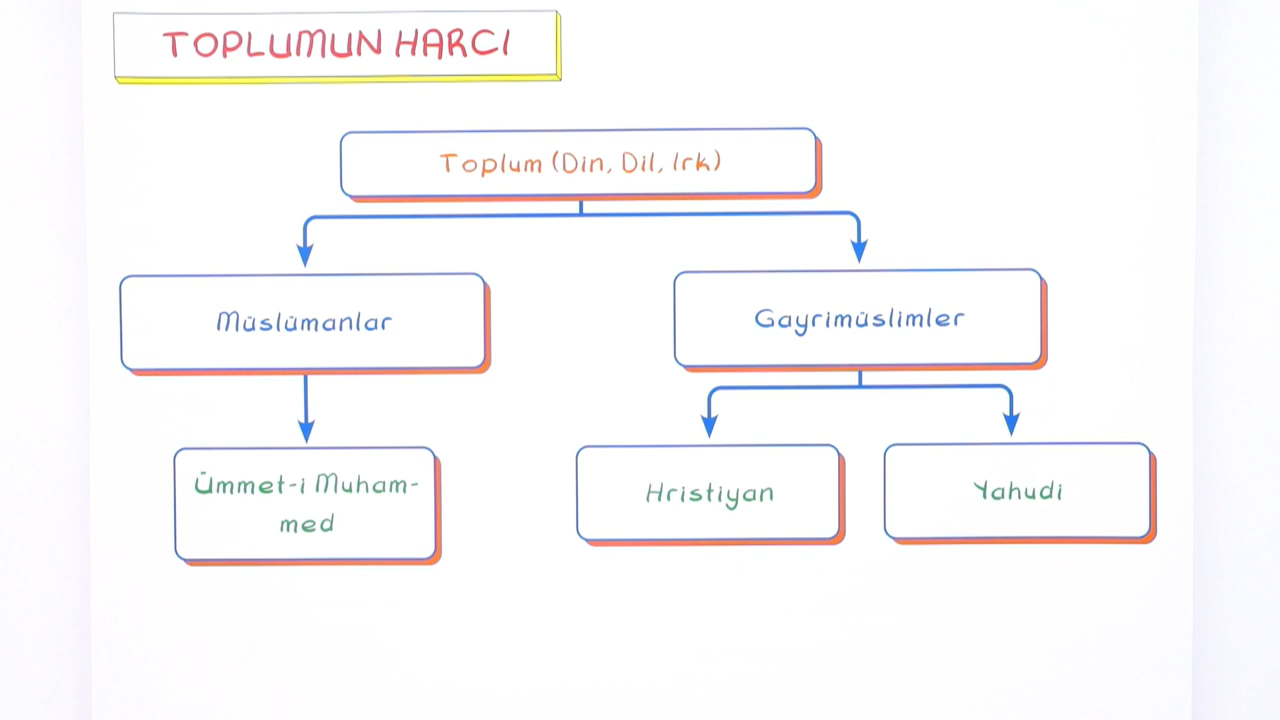 TOPLUMUN HARCI
Toplum (Din, Dil, Irk)
Müslümanlar
Gayrimüslimler
Ümmet-i Muham-
med
Hristiyan
Yahudi